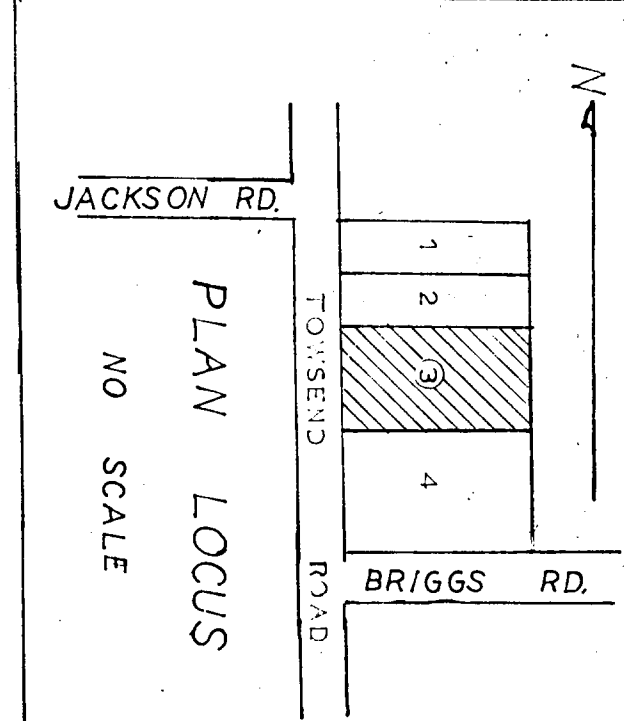 N
JACKSON RD.
1
2
3
4
TOWSEND ROAD
BRIGGS RD.
PLAN LOCUS
NO SCALE